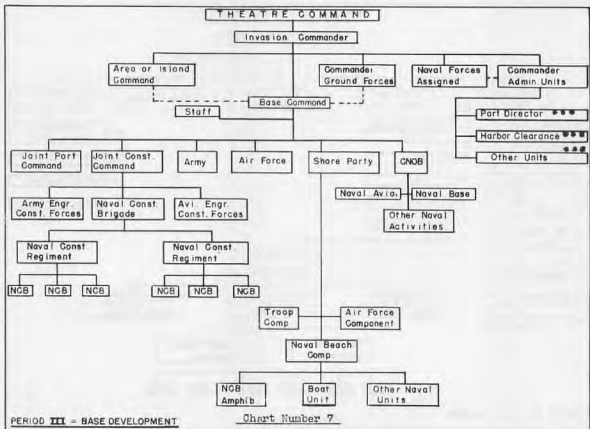 THEATRE COMMAND
Invasion Commander
Area or Island
Command
Commander
Ground Forces
Naval Forces
Assigned
Commander
Admin. Units
Base Command
Staff
Port Director ***
Harbor Clearance ***
Other Units ***
Joint Port
Command
Joint Const.
Command
Army
Air Force
Shore Party
CNOB
Naval Avia.
Naval Base
Other Naval
Activities
Army Engr.
Const. Forces
Naval Const.
Brigade
Avi. Engr.
Const. Forces
Naval Const.
Regiment
Naval Const.
Regiment
NCB
NCB
NCB
NCB
NCB
NCB
Troop
Comp
Air Force
Component
Naval Beach
Comp.
NCB
Amphib
Boat
Unit
Other Naval
Units
PERIOD III = BASE DEVELOPMENT
Chart Number 7